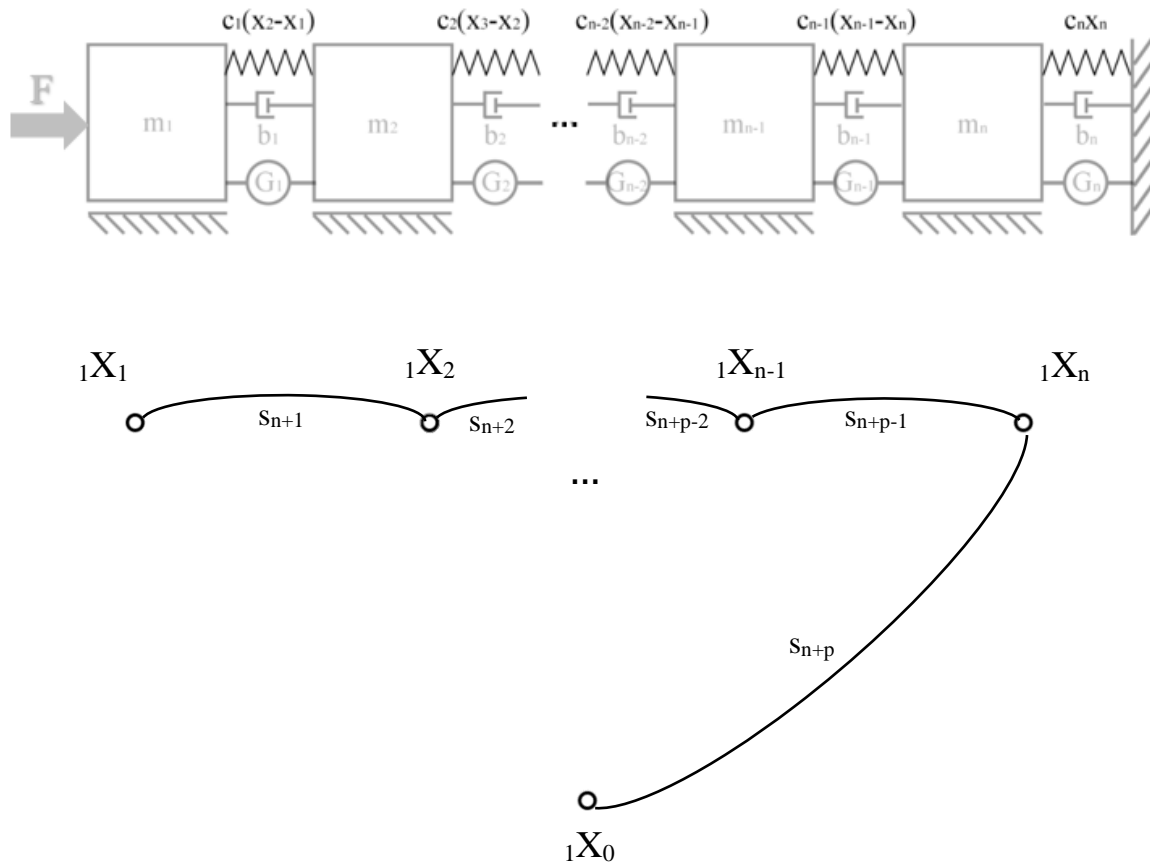 c₁(x₂-x₁) c₂(x₃-x₂) cₙ₋₂(xₙ₋₂-xₙ₋₁) cₙ₋₁(xₙ₋₁-xₙ) cₙxₙ
F m₁ m₂ ... mₙ₋₁ mₙ
b₁ b₂ bₙ₋₂ bₙ₋₁ bₙ
G₁ G₂ Gₙ₋₂ Gₙ₋₁ Gₙ
₁X₁ ₁X₂ ₁Xₙ₋₁ ₁Xₙ
sₙ₊₁ sₙ₊₂ sₙ₊ₚ₋₂ sₙ₊ₚ₋₁
...
sₙ₊ₚ
₁X₀